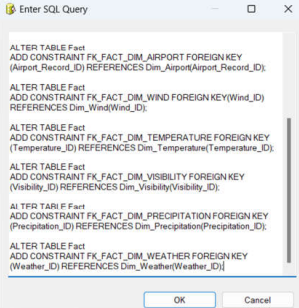 Enter SQL Query
ALTER TABLE Fact
ADD CONSTRAINT FK_FACT_DIM_AIRPORT FOREIGN KEY
(Airport_Record_ID) REFERENCES Dim_Airport(Airport_Record_ID);
ALTER TABLE Fact
ADD CONSTRAINT FK_FACT_DIM_WIND FOREIGN KEY(Wind_ID)
REFERENCES Dim_Wind(Wind_ID);
ALTER TABLE Fact
ADD CONSTRAINT FK_FACT_DIM_TEMPERATURE FOREIGN KEY
(Temperature_ID) REFERENCES Dim_Temperature(Temperature_ID);
ALTER TABLE Fact
ADD CONSTRAINT FK_FACT_DIM_VISIBILITY FOREIGN KEY
(Visibility_ID) REFERENCES Dim_Visibility(Visibility_ID);
ALTER TABLE Fact
ADD CONSTRAINT FK_FACT_DIM_PRECIPITATION FOREIGN KEY
(Precipitation_ID) REFERENCES Dim_Precipitation(Precipitation_ID);
ALTER TABLE Fact
ADD CONSTRAINT FK_FACT_DIM_WEATHER FOREIGN KEY
(Weather_ID) REFERENCES Dim_Weather(Weather_ID);
OK Cancel